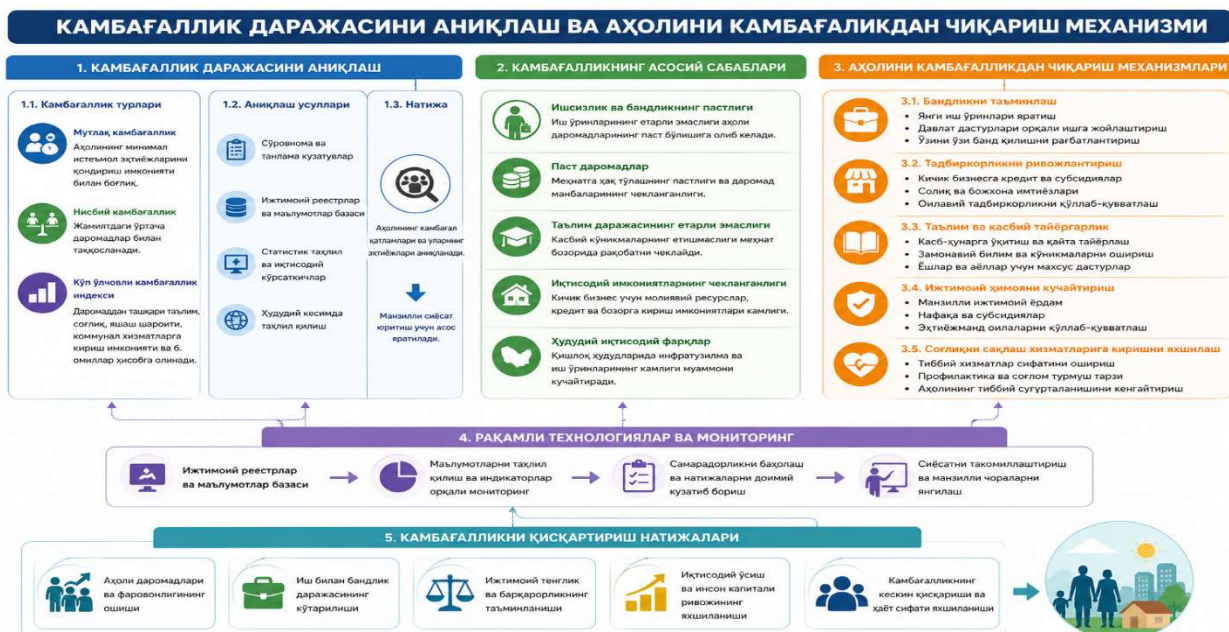 КАМБАҒАЛЛИК ДАРАЖАСИНИ АНИҚЛАШ ВА АҲОЛИНИ КАМБАҒАЛИКДАН ЧИҚАРИШ МЕХАНИЗМИ
1. КАМБАҒАЛЛИК ДАРАЖАСИНИ АНИҚЛАШ
1.1. Камбағаллик турлари
Мутлақ камбағаллик
Аҳолининг минимал
истеъмол эҳтиёжларини
қондириш имконияти
билан боғлиқ.
Нисбий камбағаллик
Жамиятдаги ўртача
даромадлар билан
таққосланади.
Кўп ўлчовли камбағаллик
индекси
Даромаддан ташқари таълим,
соғлиқ, яшаш шароити,
коммунал хизматларга
кириш имконияти ва б.
омиллар ҳисобга олинади.
1.2. Аниқлаш усуллари
Сўровнома ва
танлама кузатувлар
Ижтимоий реестрлар
ва маълумотлар базаси
Статистик таҳлил
ва иқтисодий
кўрсаткичлар
Ҳудудий кесимда
таҳлил қилиш
1.3. Натижа
Аҳолининг камбағал
қатламлари ва уларнинг
эҳтиёжлари аниқланади.
Манзилли сиёсат
юритиш учун асос
яратилади.
2. КАМБАҒАЛЛИКНИНГ АСОСИЙ САБАБЛАРИ
Ишсизлик ва бандликнинг пастлиги
Иш ўринларининг етарли эмаслиги аҳоли
даромадларининг паст бўлишига олиб келади.
Паст даромадлар
Меҳнатга ҳақ тўлашнинг пастлиги ва даромад
манбаларининг чекланганлиги.
Таълим даражасининг етарли эмаслиги
Касбий кўникмаларнинг етишмаслиги меҳнат
бозорида рақобатни чеклайди.
Иқтисодий имкониятларнинг чекланганлиги
Кичик бизнес учун молиявий ресурслар,
кредит ва бозорга кириш имкониятлари камлиги.
Ҳудудий иқтисодий фарқлар
Қишлоқ ҳудудларида инфратузилма ва
иш ўринларининг камлиги муаммони
кучайтиради.
3. АҲОЛИНИ КАМБАҒАЛЛИКДАН ЧИҚАРИШ МЕХАНИЗМЛАРИ
3.1. Бандликни таъминлаш
• Янги иш ўринлари яратиш
• Давлат дастурлари орқали ишга жойлаштириш
• Ўзини ўзи банд қилишни рағбатлантириш
3.2. Тадбиркорликни ривожлантириш
• Кичик бизнесга кредит ва субсидиялар
• Солиқ ва божхона имтиёзлари
• Оилавий тадбиркорликни қўллаб-қувватлаш
3.3. Таълим ва касбий тайёргарлик
• Касб-ҳунарга ўқитиш ва қайта тайёрлаш
• Замонавий билим ва кўникмаларни ошириш
• Ёшлар ва аёллар учун махсус дастурлар
3.4. Ижтимоий ҳимояни кучайтириш
• Манзилли ижтимоий ёрдам
• Нафақа ва субсидиялар
• Эҳтиёжманд оилаларни қўллаб-қувватлаш
3.5. Соғлиқни сақлаш хизматларига киришни яхшилаш
• Тиббий хизматлар сифатини ошириш
• Профилактика ва соғлом турмуш тарзи
• Аҳолининг тиббий суғурталанишини кенгайтириш
4. РАҚАМЛИ ТЕХНОЛОГИЯЛАР ВА МОНИТОРИНГ
Ижтимоий реестрлар
ва маълумотлар базаси
Маълумотларни таҳлил
қилиш ва индикаторлар
орқали мониторинг
Самарадорликни баҳолаш
ва натижаларни доимий
кузатиб бориш
Сиёсатни такомиллаштириш
ва манзилли чораларни
янгилаш
5. КАМБАҒАЛЛИКНИ ҚИСҚАРТИРИШ НАТИЖАЛАРИ
Аҳоли даромадлари
ва фаровонлигининг
ошиши
Иш билан бандлик
даражасининг
кўтарилиши
Ижтимоий тенглик
ва барқарорликнинг
таъминланиши
Иқтисодий ўсиш
ва инсон капитали
ривожининг
яхшиланиши
Камбағалликнинг
кескин қисқариши ва
ҳаёт сифати яхшиланиши